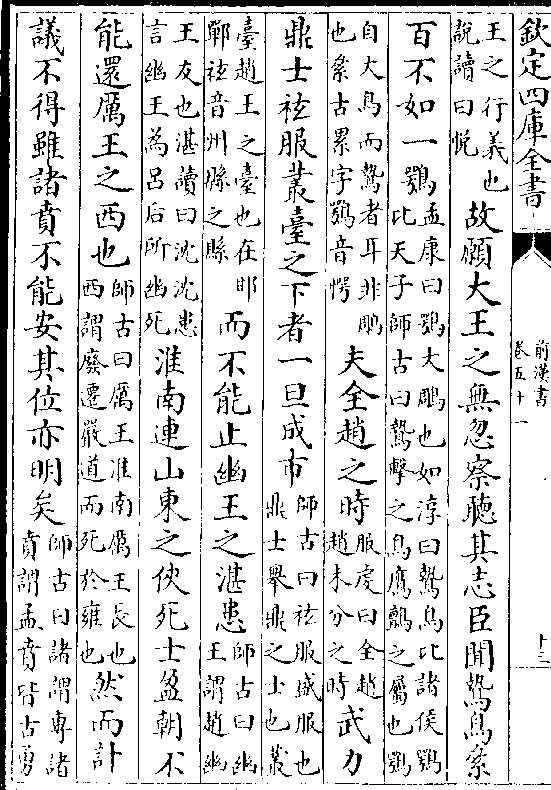 欽定四庫全書
前漢書
卷五十一
十三
王之行義也
說讀曰悅
故願大王之無忽察聽其志臣聞鷙鳥絫
百不如一鶚
孟康曰鶚大鵰也如淳曰鷙鳥比諸侯鶚
比天子師古曰鷙擊之鳥鷹鸇之屬也鶚
自大鳥而鷙者耳非鵰
也絫古累字鶚音愕
夫全趙之時
服虔曰全趙
趙未分之時
武力
鼎士袨服叢臺之下者一旦成市
師古曰袨服盛服也
鼎士舉鼎之士也叢
臺趙王之臺也在邯
鄲袨音州縣之縣
而不能止幽王之湛患
師古曰幽
王謂趙幽
王友也湛讀曰沈沈患
言幽王為呂后所幽死
淮南連山東之俠死士盈朝不
能還厲王之西也
師古曰厲王淮南厲王長也
西謂廢遷嚴道而死於雍也
然而計
議不得雖諸賁不能安其位亦明矣
師古曰諸謂專諸
賁謂孟賁皆古勇